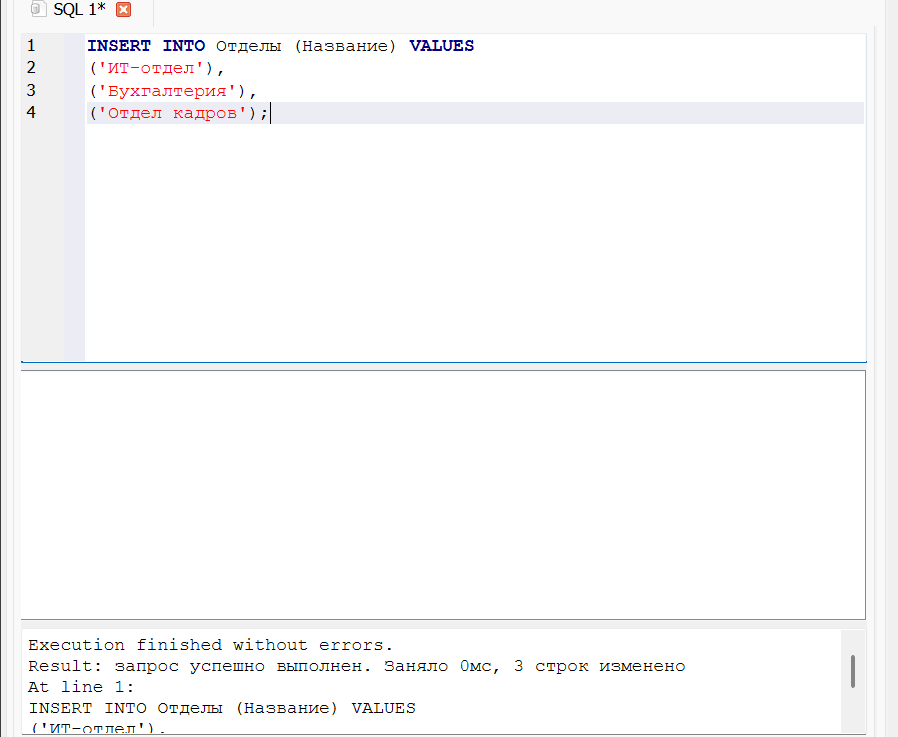 SQL 1*
1 INSERT INTO Отделы (Название) VALUES
2 ('ИТ-отдел'),
3 ('Бухгалтерия'),
4 ('Отдел кадров');
Execution finished without errors.
Result: запрос успешно выполнен. Заняло 0мс, 3 строк изменено
At line 1:
INSERT INTO Отделы (Название) VALUES
('ИТ-отдел'),